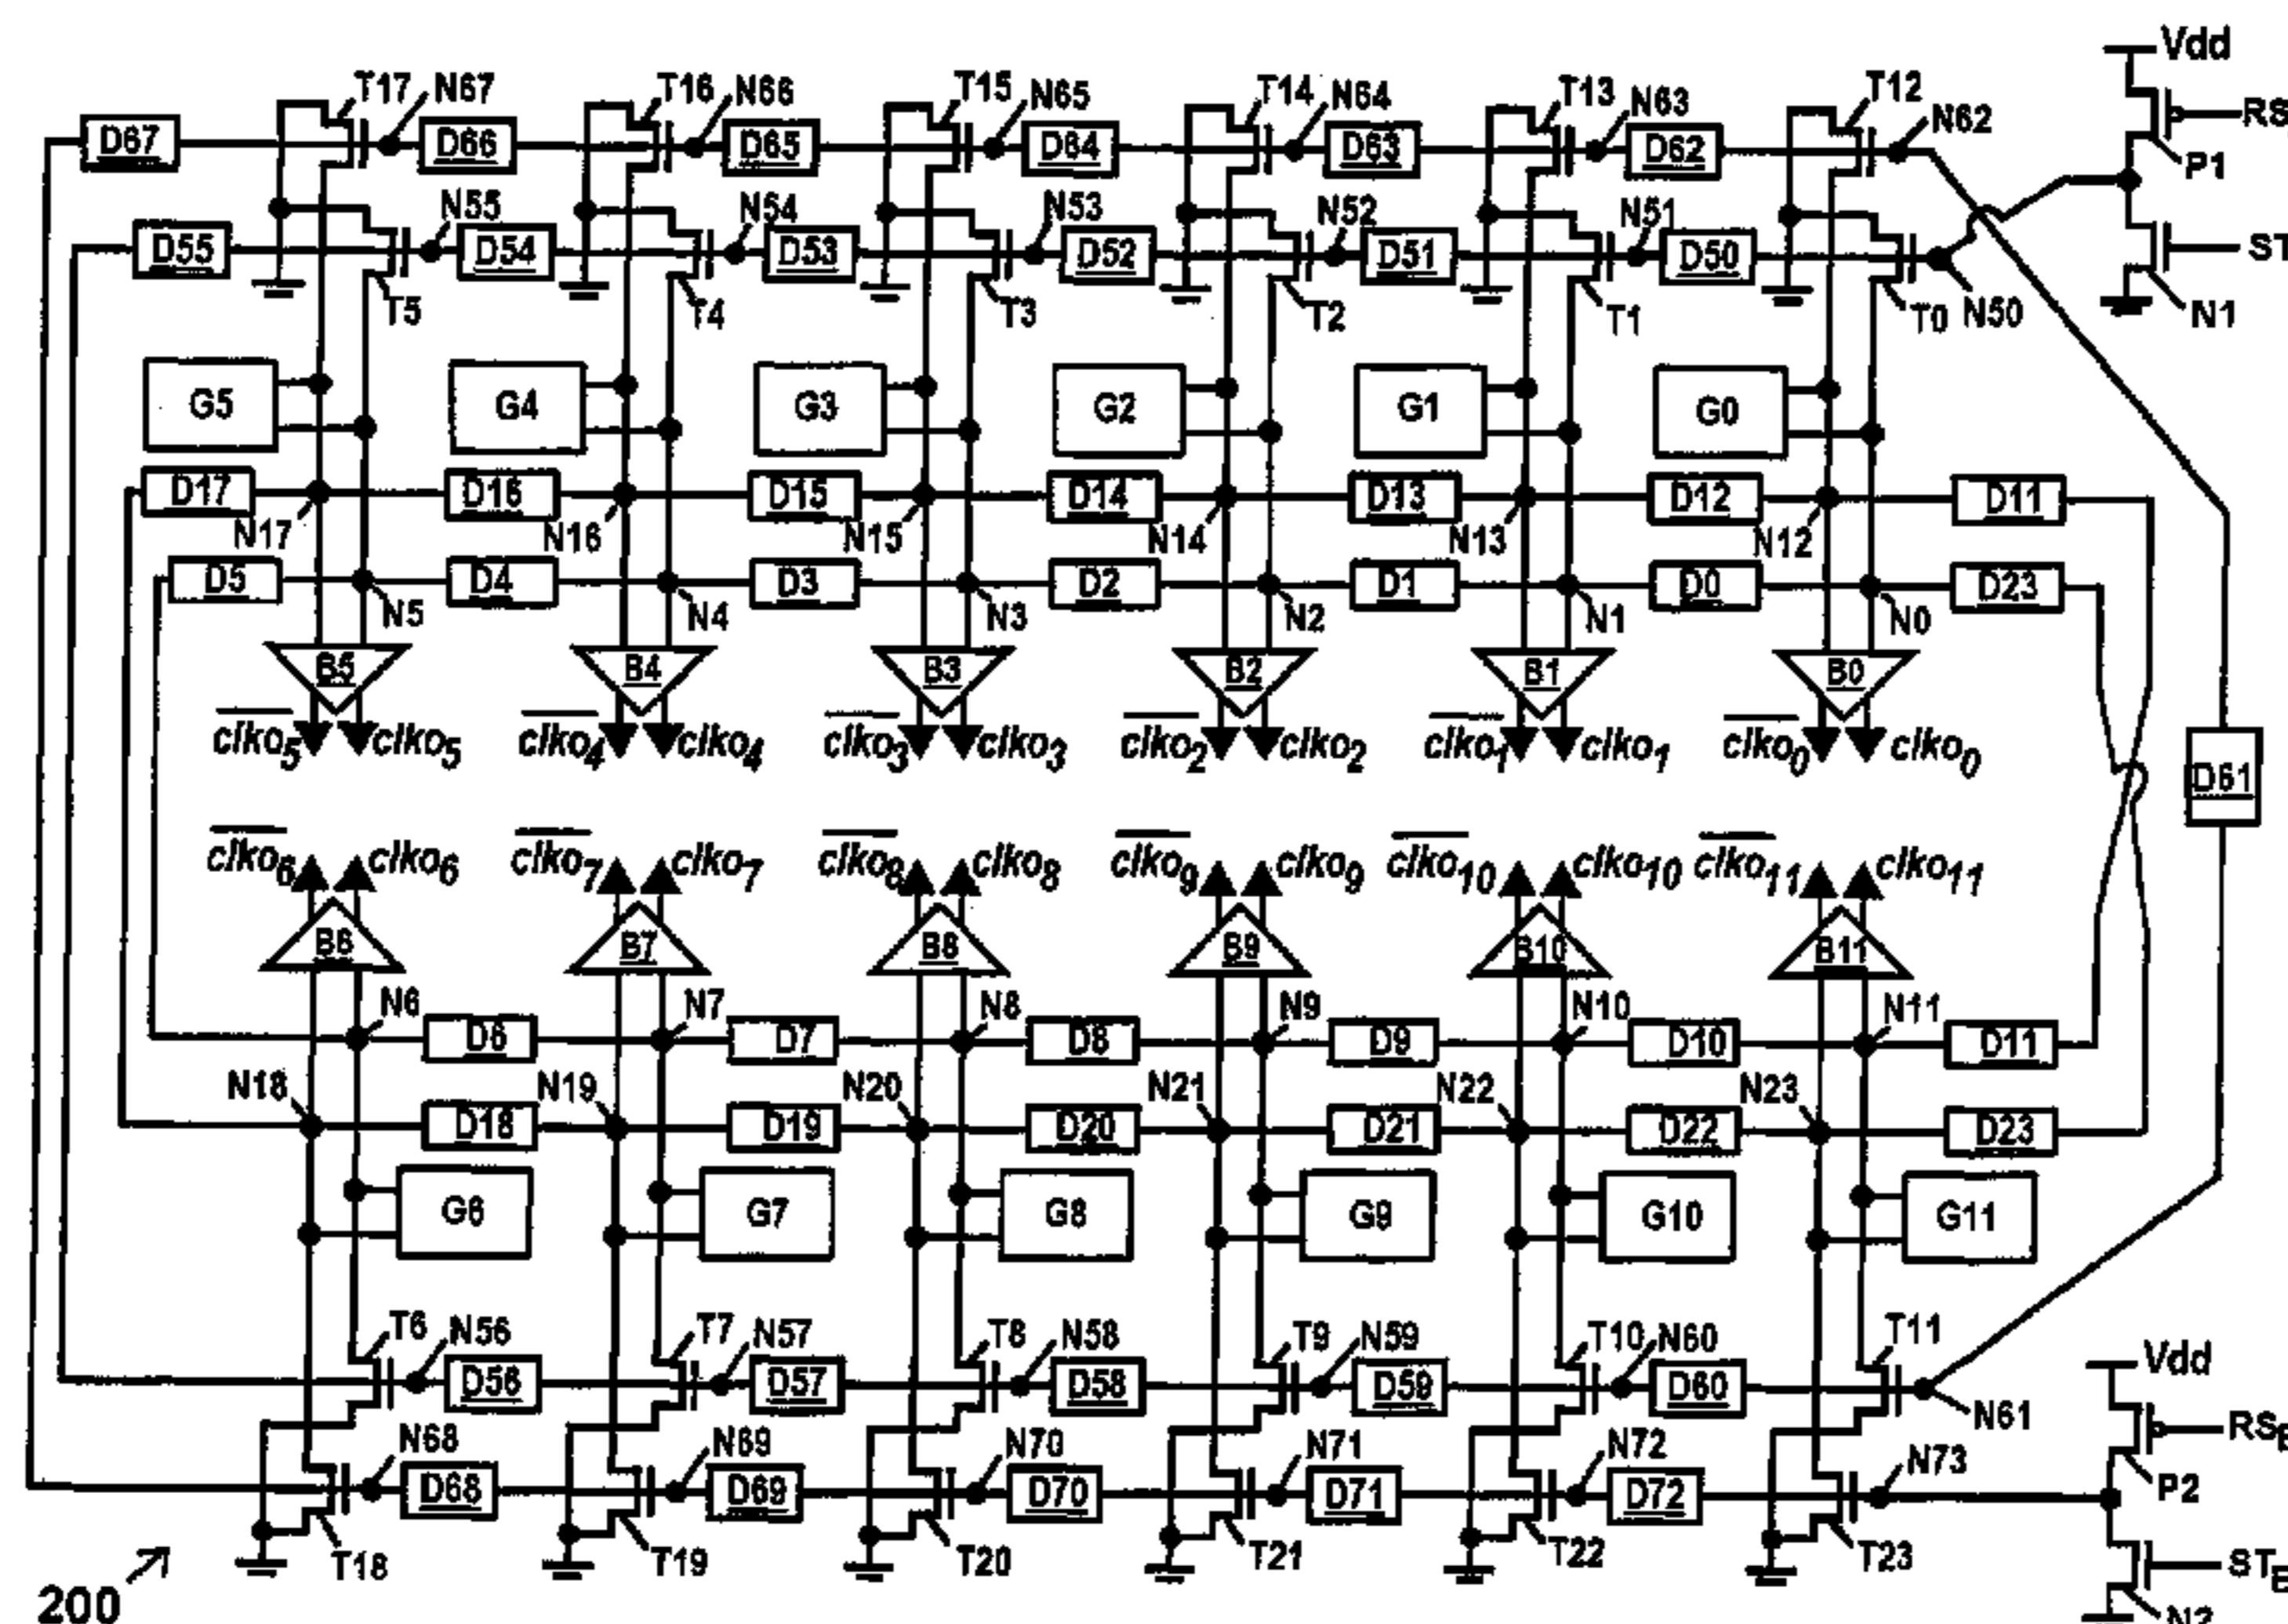 Vdd
T17 N67 T16 N66 T15 N65 T14 N64 T13 N63 T12 N62
RS
D67 D66 D65 D64 D63 D62
P1
N55 N54 N53 N52 N51
D55 D54 D53 D52 D51 D50
ST
T5 T4 T3 T2 T1 T0 N50 N1
G5 G4 G3 G2 G1 G0
D17 D16 D15 D14 D13 D12 D11
N17 N16 N15 N14 N13 N12
D5 D4 D3 D2 D1 D0 D23
N5 N4 N3 N2 N1 N0
B5 B4 B3 B2 B1 B0
clko5 clko5 clko4 clko4 clko3 clko3 clko2 clko2 clko1 clko1 clko0 clko0
D61
clko6 clko6 clko7 clko7 clko8 clko8 clko9 clko9 clko10 clko10 clko11 clko11
B6 B7 B8 B9 B10 B11
N6 N7 N8 N9 N10 N11
D6 D7 D8 D9 D10 D11
N18 N19 N20 N21 N22 N23
D18 D19 D20 D21 D22 D23
G6 G7 G8 G9 G10 G11
T6 N56 T7 N57 T8 N58 T9 N59 T10 N60 T11
Vdd
D56 D57 D58 D59 D60
N61
N68 N69 N70 N71 N72 N73
RSE
D68 D69 D70 D71 D72
P2
T18 T19 T20 T21 T22 T23
STE
200
N2